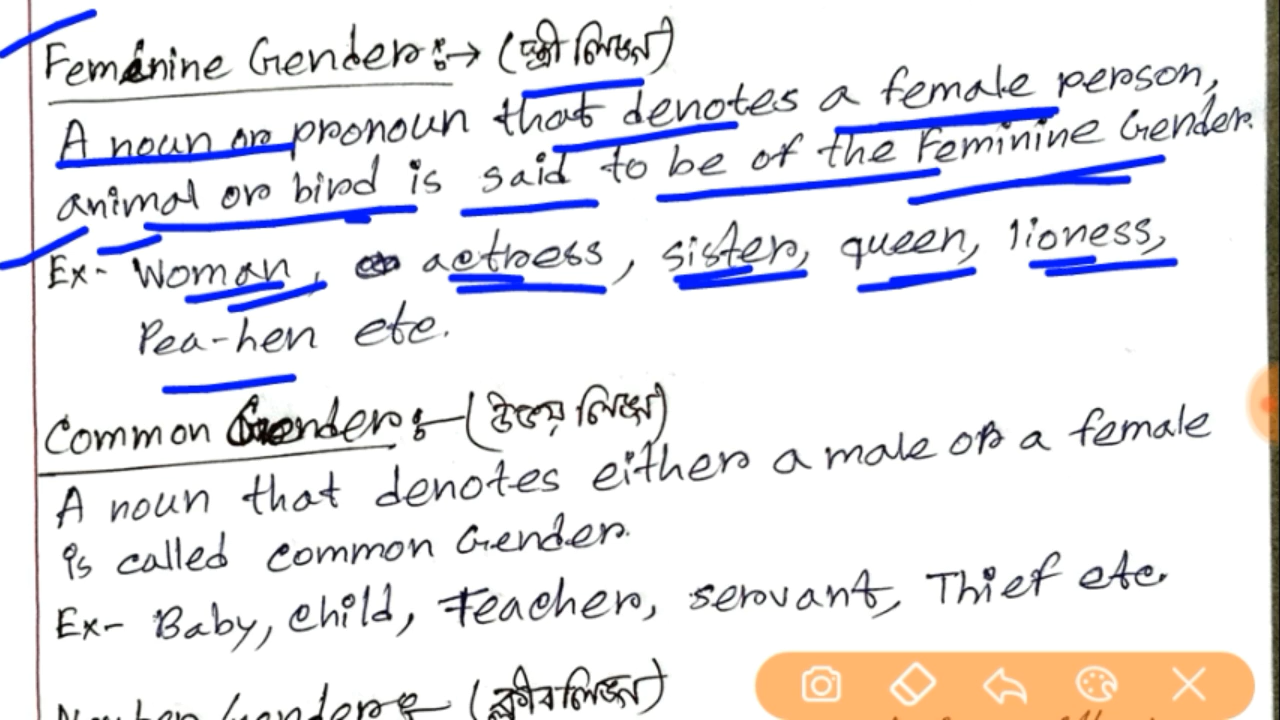 Feminine Gender:→ (স্ত্রী লিঙ্গ)
A noun or pronoun that denotes a female person,
animal or bird is said to be of the Feminine Gender.
Ex- Woman, actress, sister, queen, lioness,
Pea-hen etc.
Common Gender:- (উভয় লিঙ্গ)
A noun that denotes either a male or a female
is called common Gender.
Ex- Baby, child, Teacher, servant, Thief etc.
Neuter Gender:- (ক্লীব লিঙ্গ)